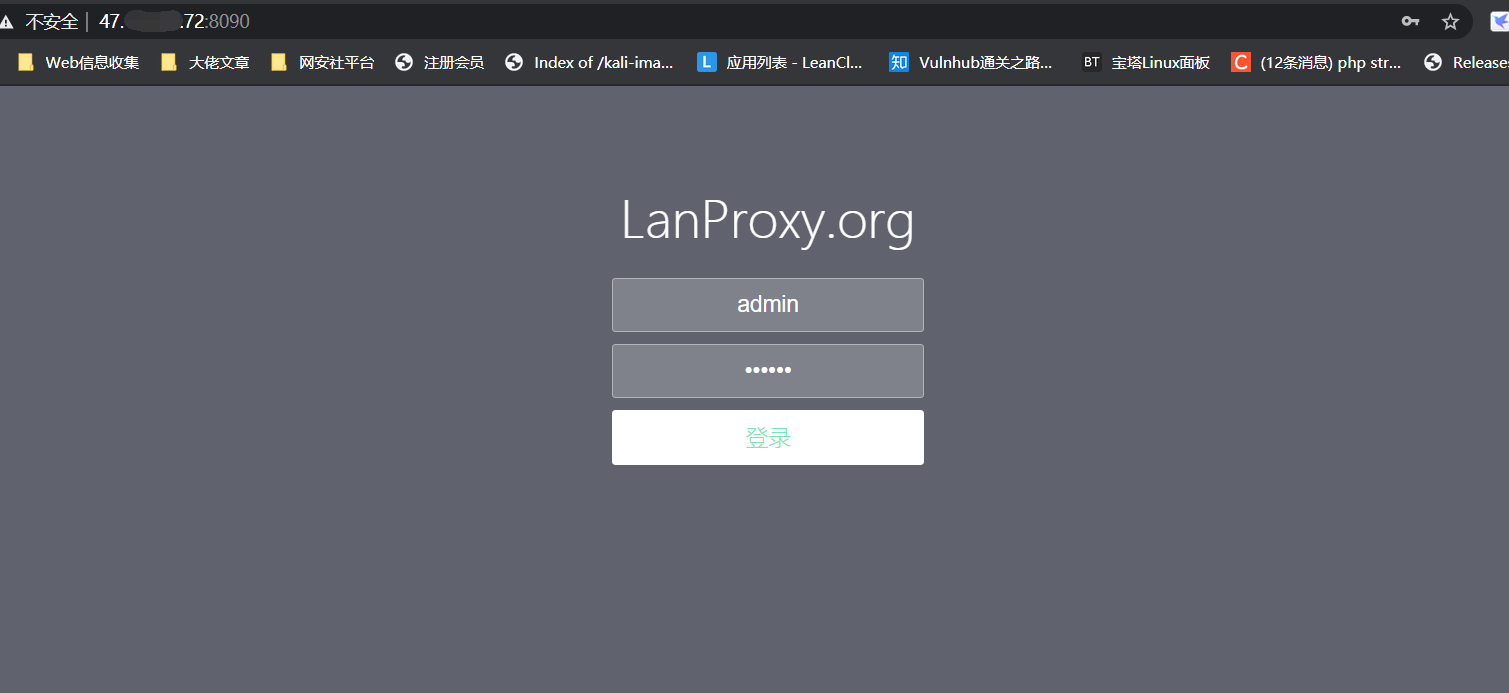 不安全 47. .72:8090
Web信息收集 大佬文章 网安社平台 注册会员 Index of /kali-ima... L 应用列表 - LeanCl... 知 Vulnhub通关之路... BT 宝塔Linux面板 C (12条消息) php str... Releases
LanProxy.org
admin
••••••
登录